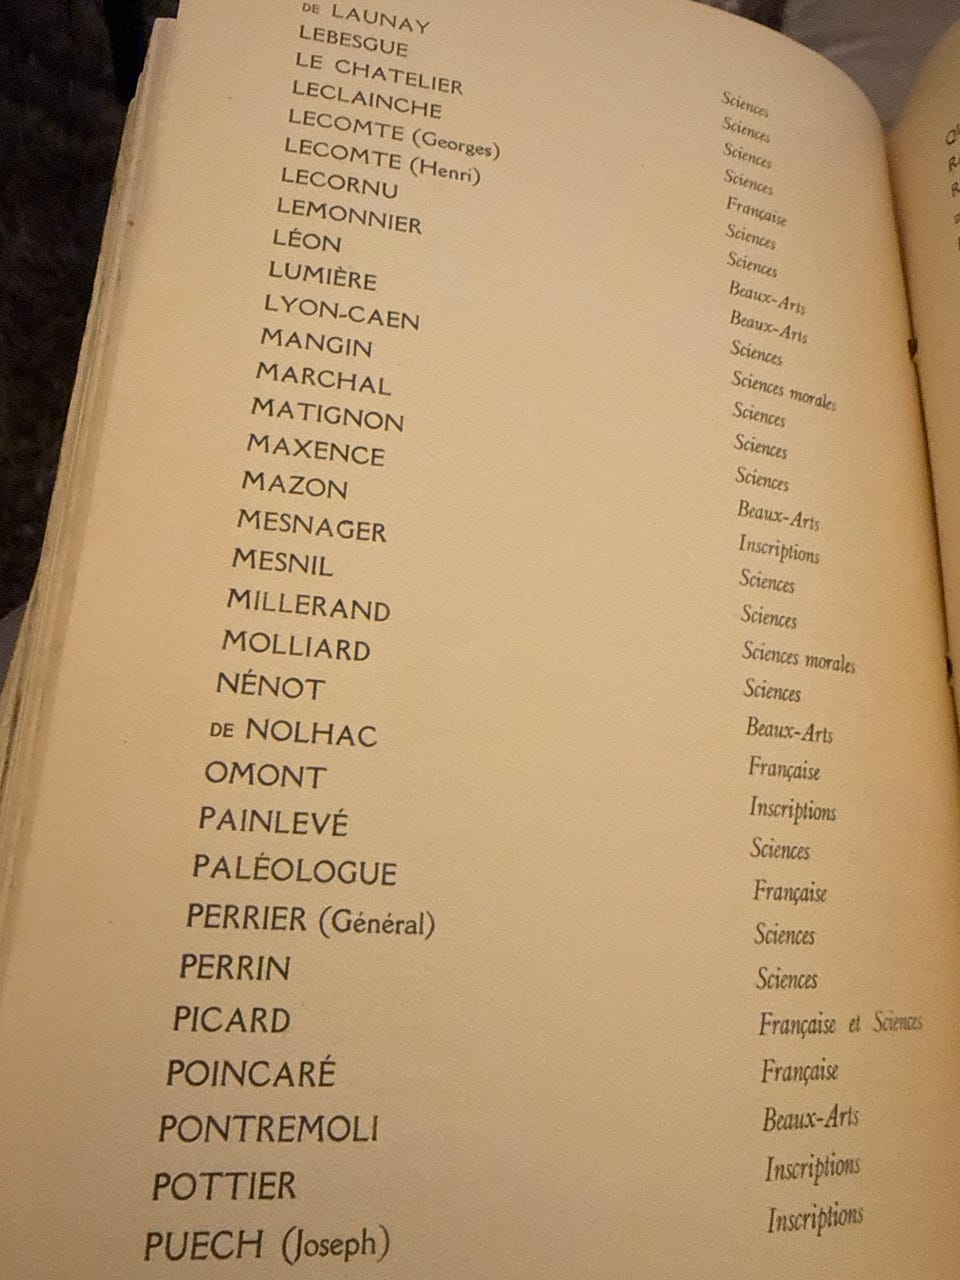 DE LAUNAY Sciences
LEBESGUE Sciences
LE CHATELIER Sciences
LECLAINCHE Sciences
LECOMTE (Georges) Française
LECOMTE (Henri) Sciences
LECORNU Sciences
LEMONNIER Beaux-Arts
LÉON Beaux-Arts
LUMIÈRE Sciences
LYON-CAEN Sciences morales
MANGIN Sciences
MARCHAL Sciences
MATIGNON Sciences
MAXENCE Beaux-Arts
MAZON Inscriptions
MESNAGER Sciences
MESNIL Sciences
MILLERAND Sciences morales
MOLLIARD Sciences
NÉNOT Beaux-Arts
DE NOLHAC Française
OMONT Inscriptions
PAINLEVÉ Sciences
PALÉOLOGUE Française
PERRIER (Général) Sciences
PERRIN Sciences
PICARD Française et Sciences
POINCARÉ Française
PONTREMOLI Beaux-Arts
POTTIER Inscriptions
PUECH (Joseph) Inscriptions